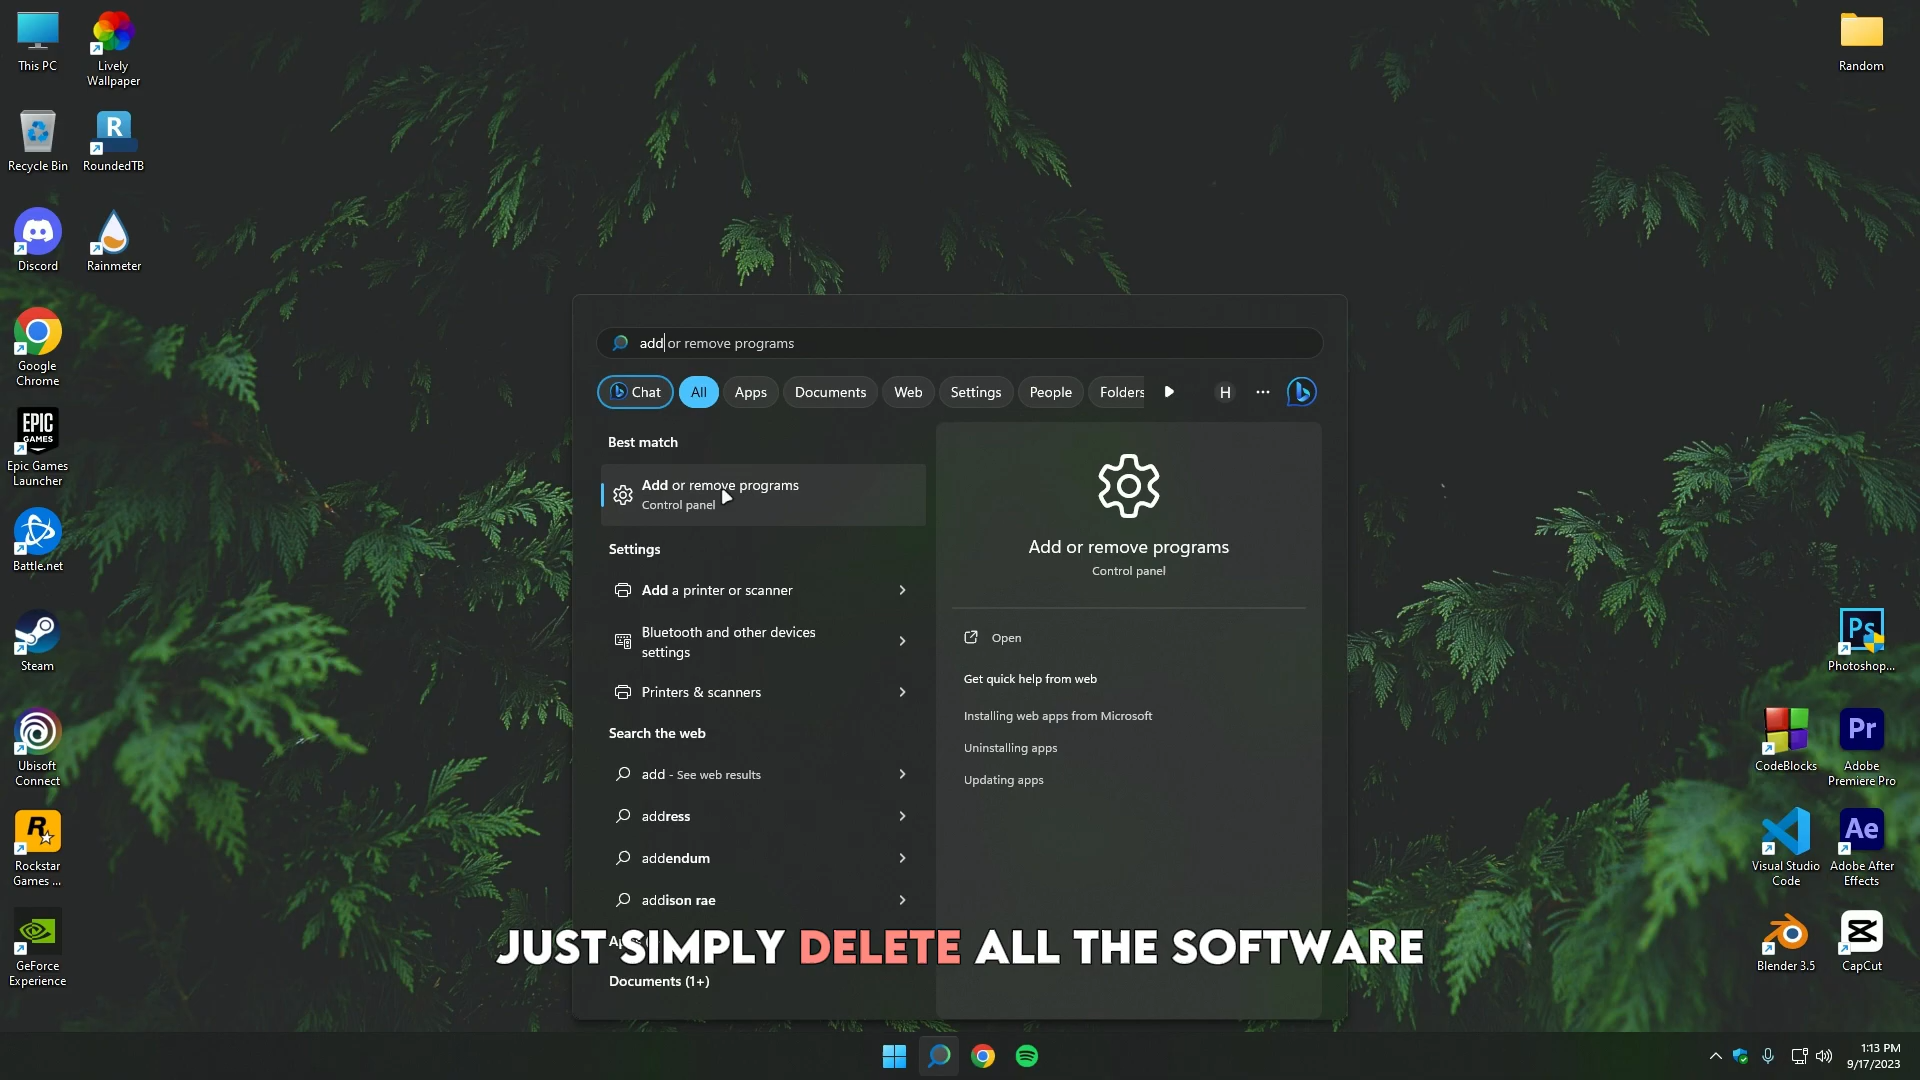 This PC
Lively
Wallpaper
Random
Recycle Bin
R
RoundedTB
Discord
Rainmeter
Google
Chrome
EPIC
GAMES
Epic Games
Launcher
Battle.net
Steam
Ubisoft
Connect
R
Rockstar
Games ...
GeForce
Experience
add or remove programs
Chat
All
Apps
Documents
Web
Settings
People
Folders
H
Best match
Add or remove programs
Control panel
Settings
Add a printer or scanner
Bluetooth and other devices
settings
Printers & scanners
Search the web
add - See web results
address
addendum
addison rae
Documents (1+)
Add or remove programs
Control panel
Open
Get quick help from web
Installing web apps from Microsoft
Uninstalling apps
Updating apps
JUST SIMPLY DELETE ALL THE SOFTWARE
Ps
Photoshop...
CodeBlocks
Pr
Adobe
Premiere Pro
Visual Studio
Code
Ae
Adobe After
Effects
Blender 3.5
CapCut
1:13 PM
9/17/2023